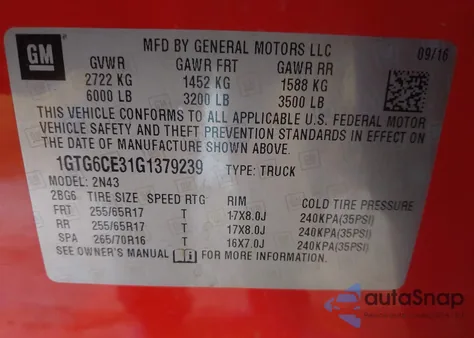 GM
MFD BY GENERAL MOTORS LLC
09/16
GVWR GAWR FRT GAWR RR
2722 KG 1452 KG 1588 KG
6000 LB 3200 LB 3500 LB
THIS VEHICLE CONFORMS TO ALL APPLICABLE U.S. FEDERAL MOTOR
VEHICLE SAFETY AND THEFT PREVENTION STANDARDS IN EFFECT ON
THE DATE OF MANUFACTURE SHOWN ABOVE.
1GTG6CE31G1379239 TYPE: TRUCK
MODEL: 2N43
2BG6 TIRE SIZE SPEED RTG RIM COLD TIRE PRESSURE
FRT 255/65R17 T 17X8.0J 240KPA(35PSI)
RR 255/65R17 T 17X8.0J 240KPA(35PSI)
SPA 265/70R16 T 16X7.0J 240KPA(35PSI)
SEE OWNER'S MANUAL FOR MORE INFORMATION.
autoSnap